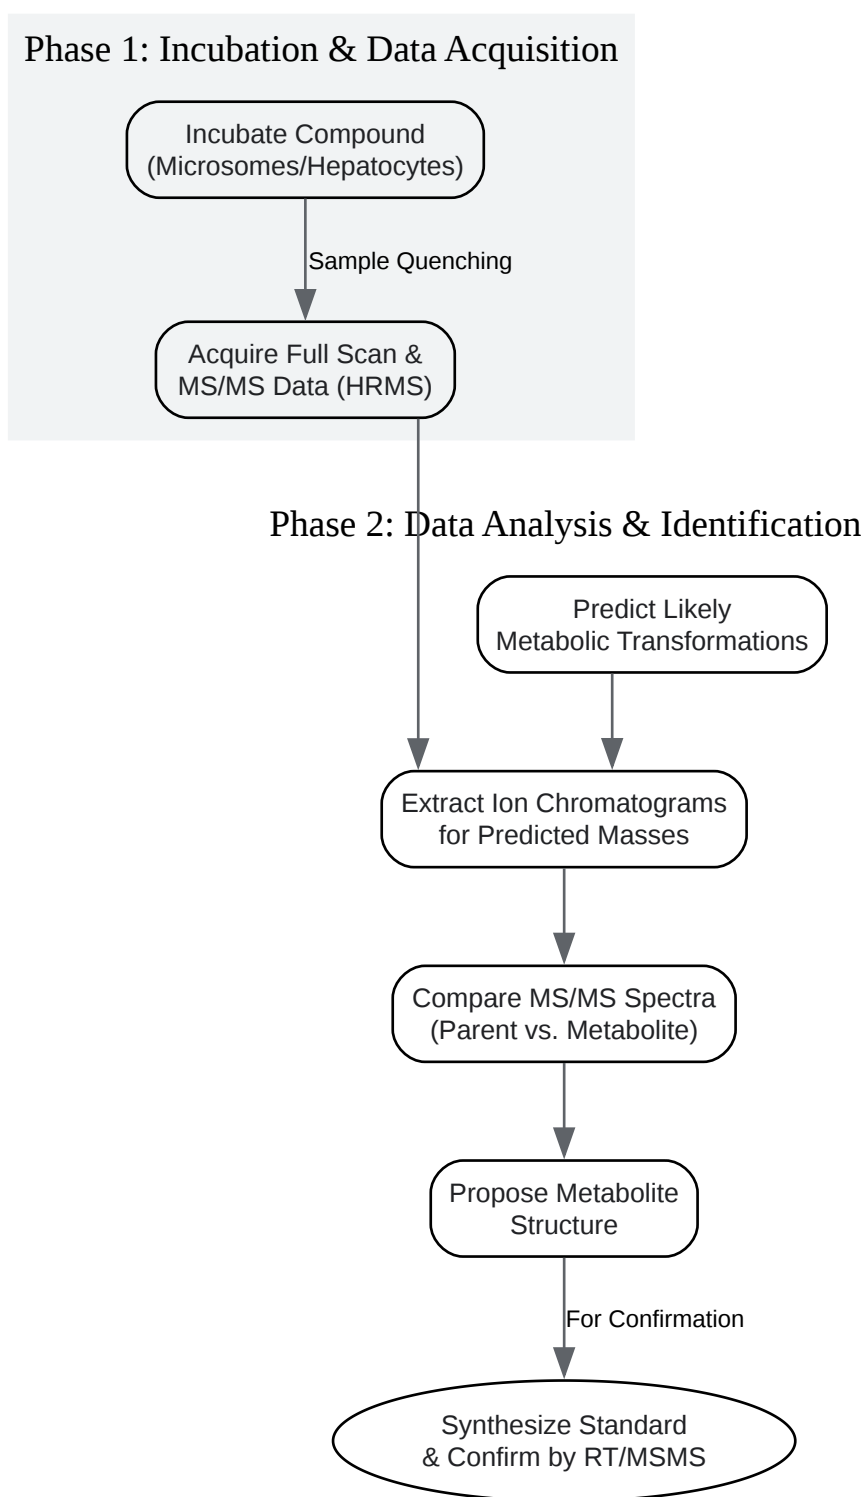 Phase 1: Incubation & Data Acquisition
Incubate Compound
(Microsomes/Hepatocytes)
Sample Quenching
Acquire Full Scan &
MS/MS Data (HRMS)
Phase 2: Data Analysis & Identification
Predict Likely
Metabolic Transformations
Extract Ion Chromatograms
for Predicted Masses
Compare MS/MS Spectra
(Parent vs. Metabolite)
Propose Metabolite
Structure
For Confirmation
Synthesize Standard
& Confirm by RT/MSMS